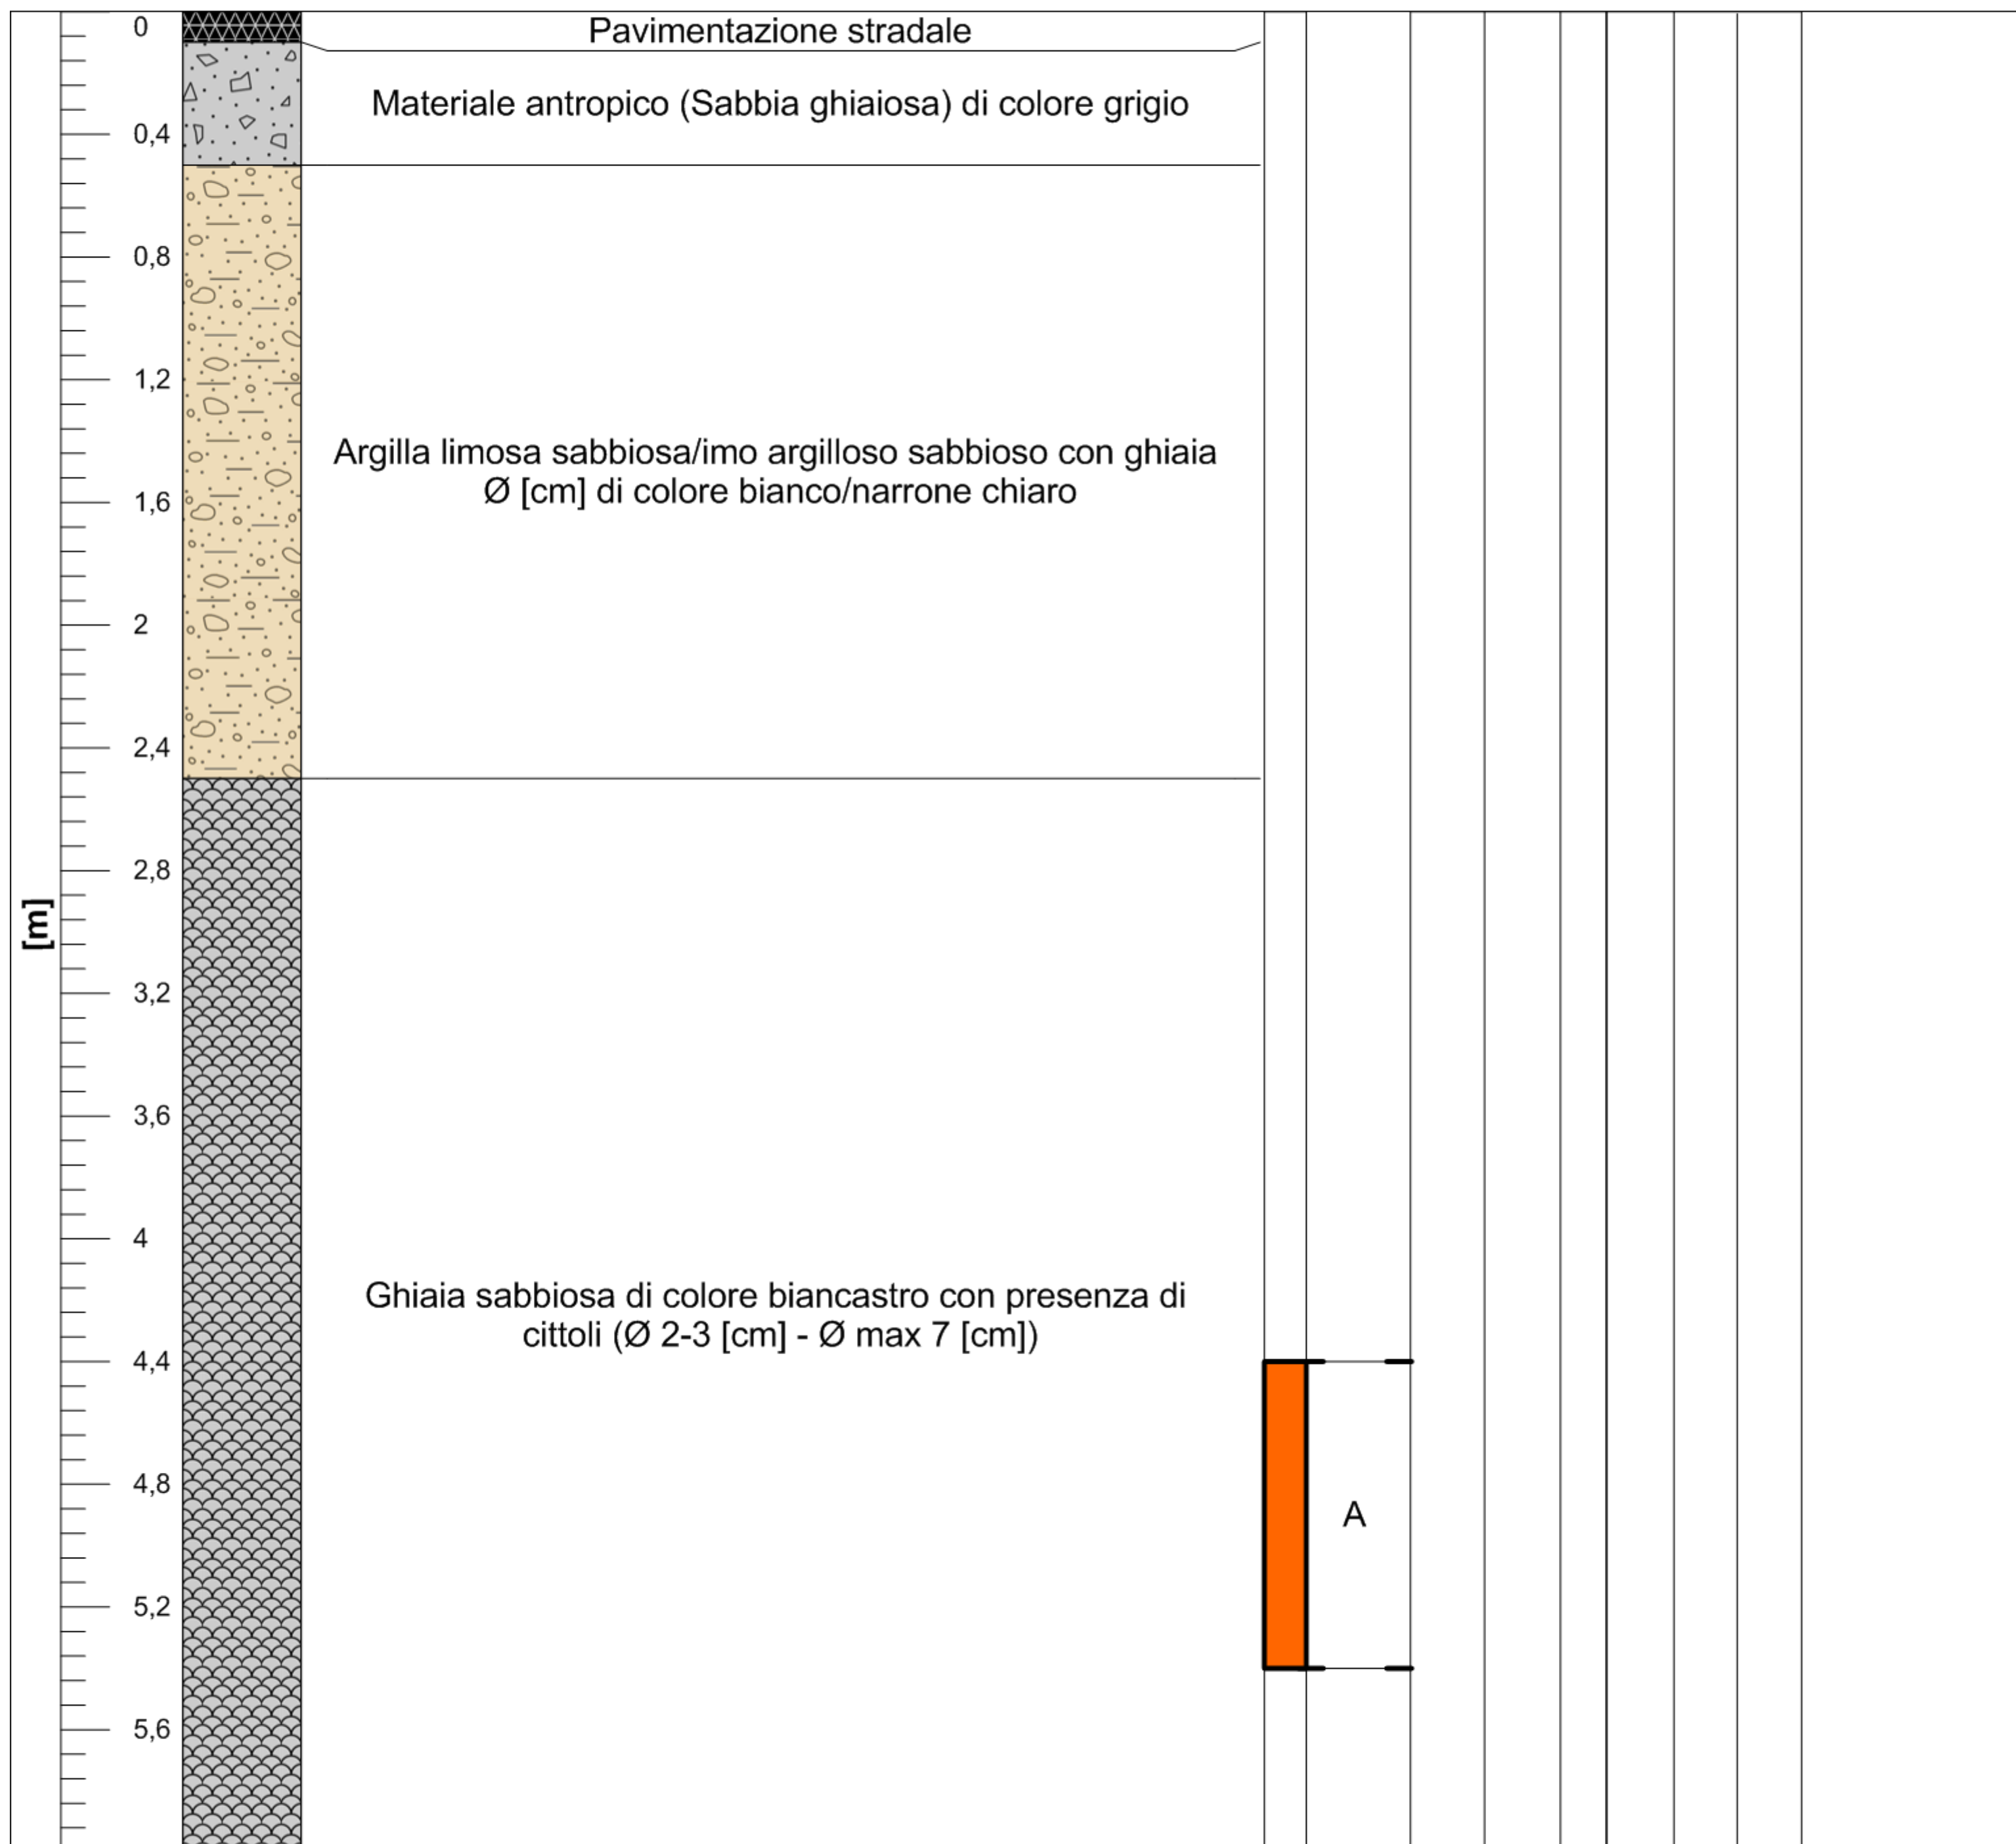 0
Pavimentazione stradale
Materiale antropico (Sabbia ghiaiosa) di colore grigio
0,4
0,8
1,2
Argilla limosa sabbiosa/imo argilloso sabbioso con ghiaia
Ø [cm] di colore bianco/narrone chiaro
1,6
2
2,4
2,8
[m]
3,2
3,6
4
Ghiaia sabbiosa di colore biancastro con presenza di
cittoli (Ø 2-3 [cm] - Ø max 7 [cm])
4,4
4,8
A
5,2
5,6